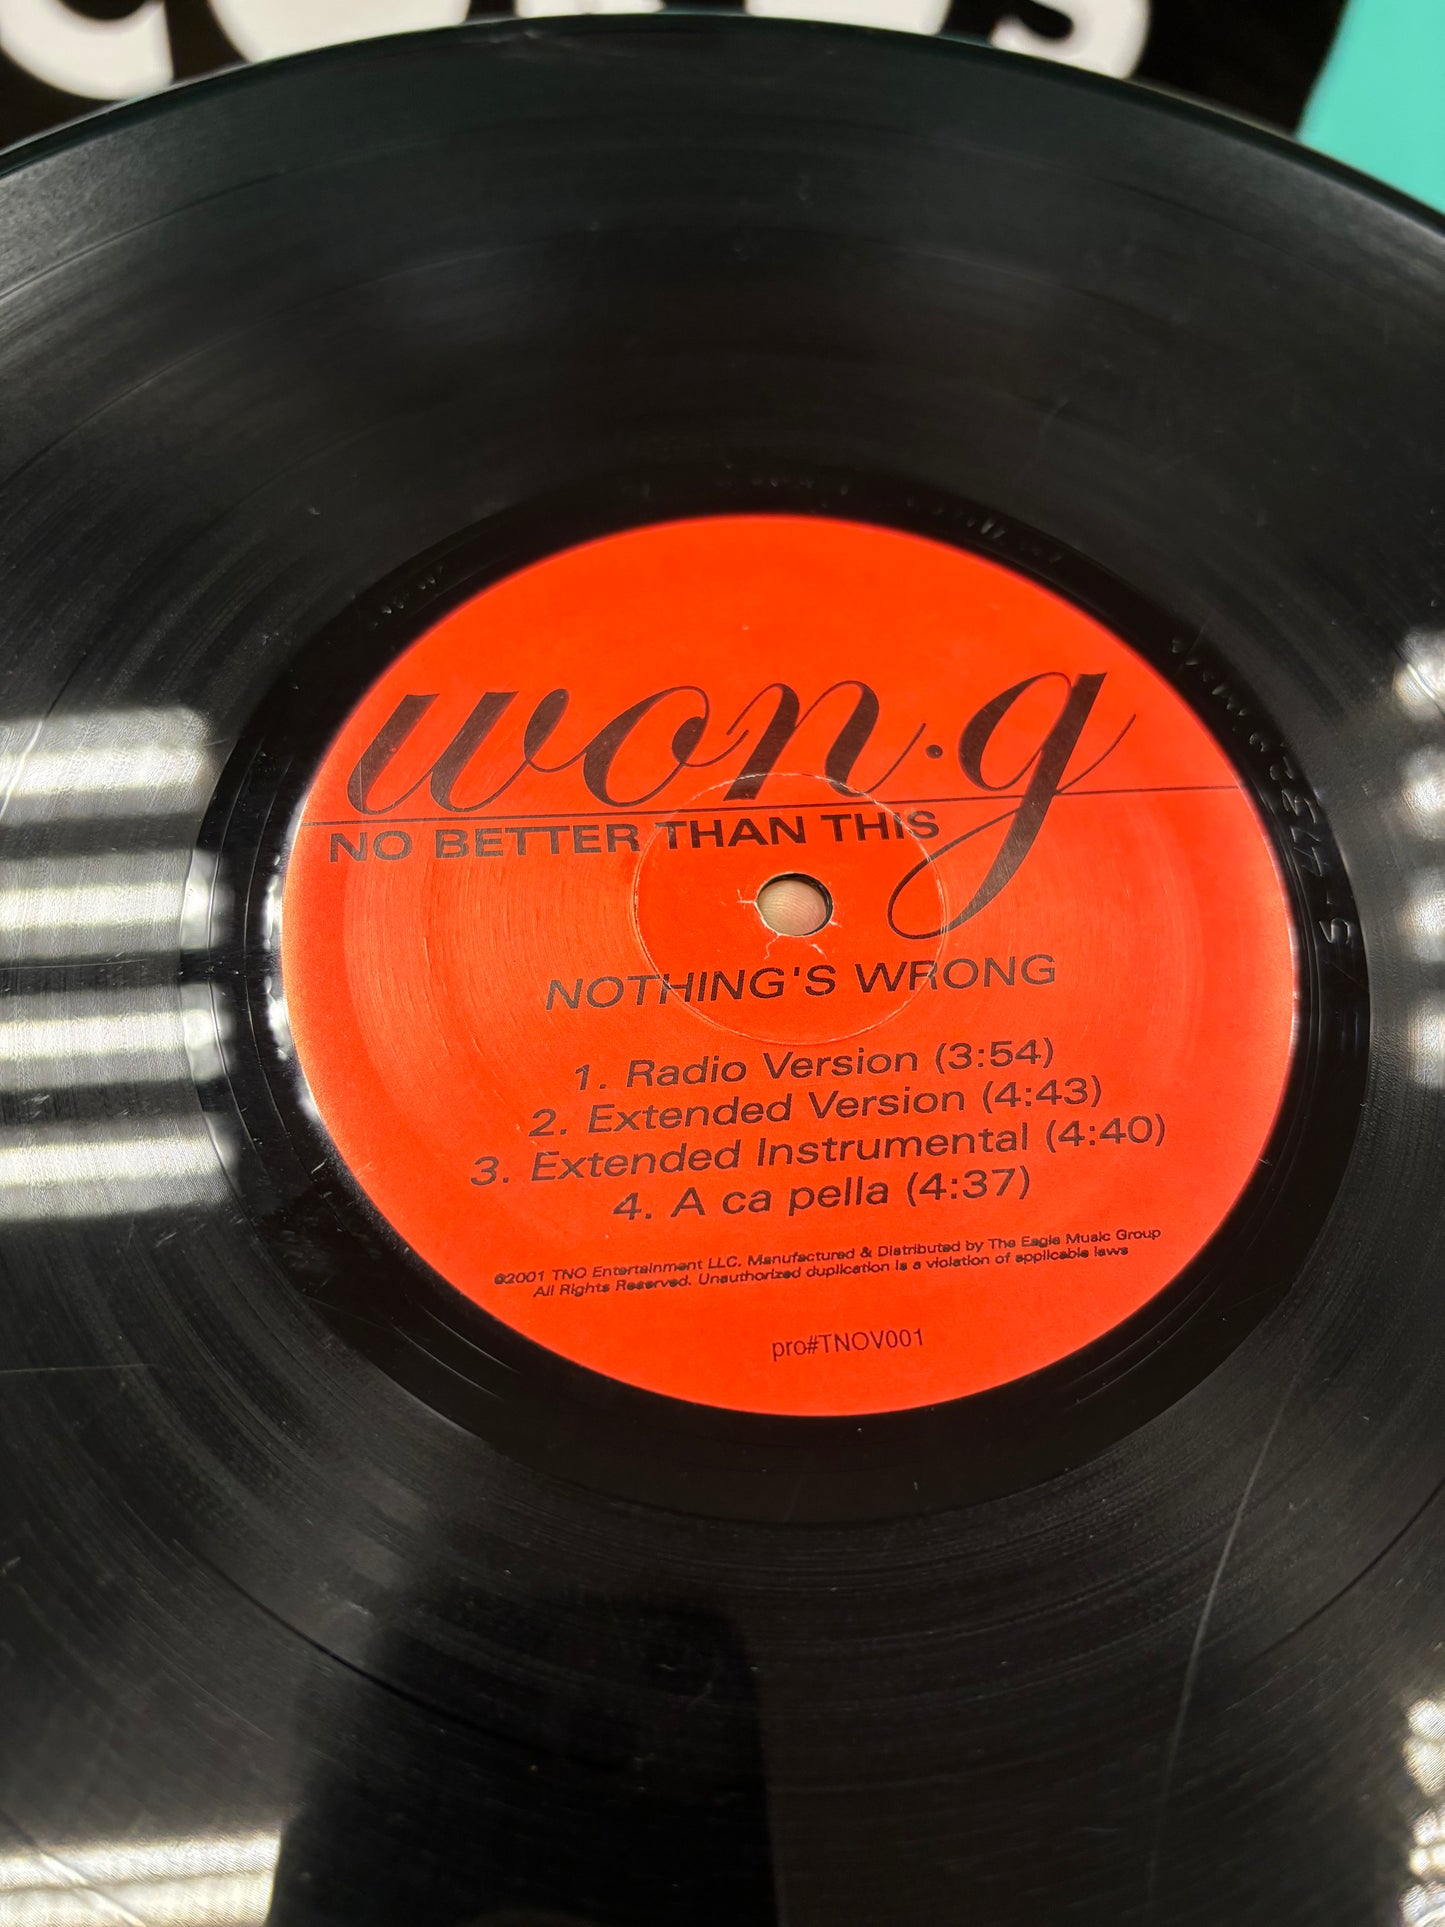 won.g
NO BETTER THAN THIS
NOTHING'S WRONG
1. Radio Version (3:54)
2. Extended Version (4:43)
3. Extended Instrumental (4:40)
4. A ca pella (4:37)
©2001 TNO Entertainment LLC. Manufactured & Distributed by The Eagle Music Group
All Rights Reserved. Unauthorized duplication is a violation of applicable laws
pro#TNOV001